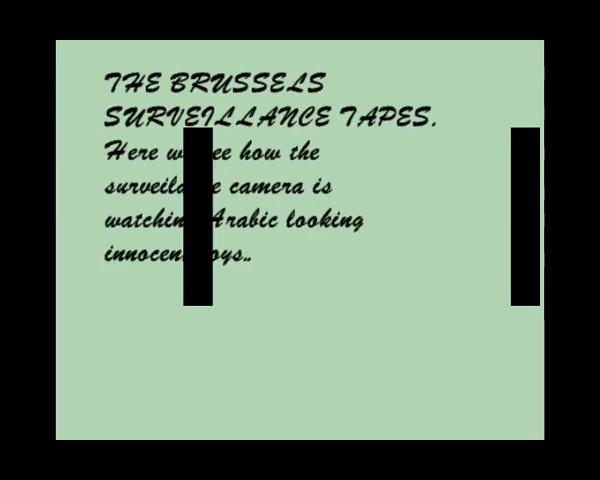 THE BRUSSELS
SURVEILLANCE TAPES.
Here how the
camera is
Arabic looking